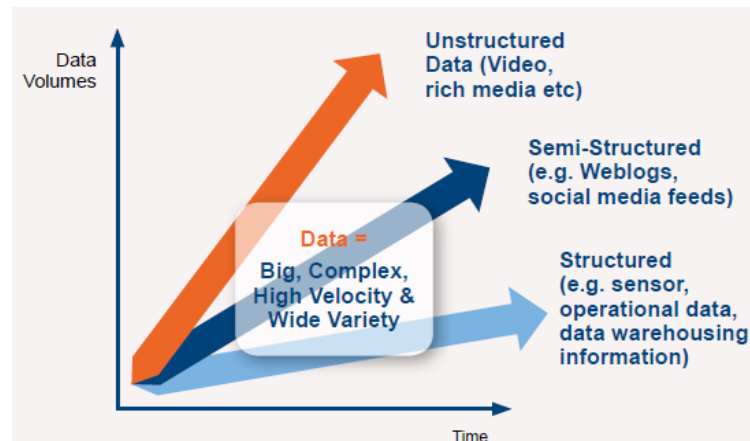 Data
Volumes
Unstructured
Data (Video,
rich media etc)
Semi-Structured
(e.g. Weblogs,
social media feeds)
Data =
Big, Complex,
High Velocity &
Wide Variety
Structured
(e.g. sensor,
operational data,
data warehousing
information)
Time